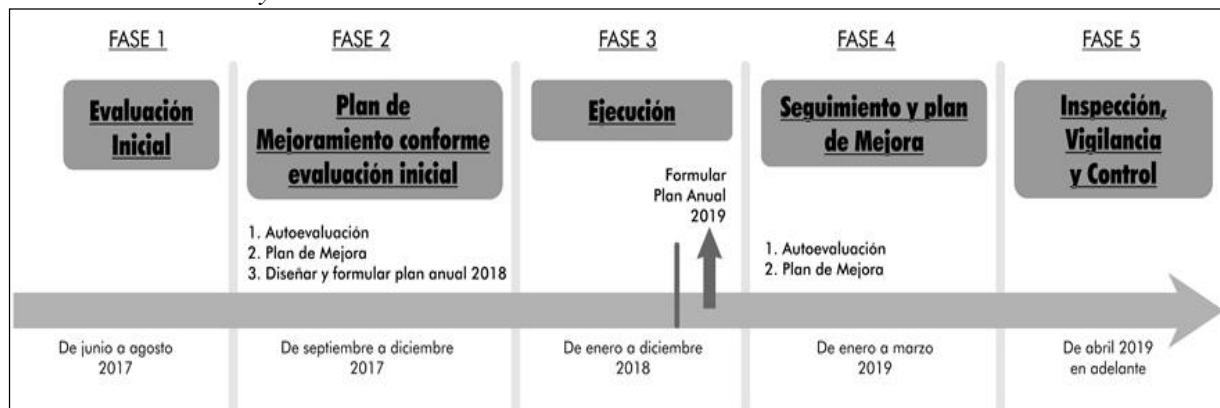 FASE 1
Evaluación
Inicial
De junio a agosto
2017
FASE 2
Plan de
Mejoramiento conforme
evaluación inicial
1. Autoevaluación
2. Plan de Mejora
3. Diseñar y formular plan anual 2018
De septiembre a diciembre
2017
FASE 3
Ejecución
Formular
Plan Anual
2019
De enero a diciembre
2018
FASE 4
Seguimiento y plan
de Mejora
1. Autoevaluación
2. Plan de Mejora
De enero a marzo
2019
FASE 5
Inspección,
Vigilancia
y Control
De abril 2019
en adelante